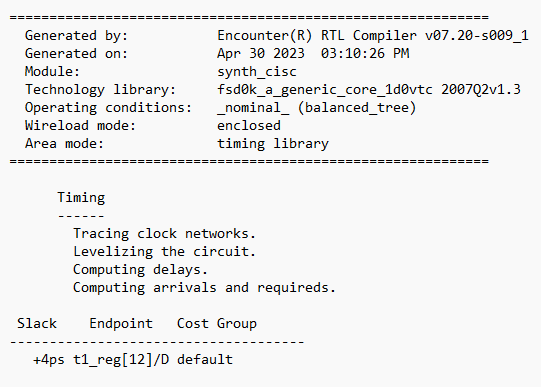 ============================================================
  Generated by:           Encounter(R) RTL Compiler v07.20-s009_1
  Generated on:           Apr 30 2023  03:10:26 PM
  Module:                 synth_cisc
  Technology library:     fsd0k_a_generic_core_1d0vtc 2007Q2v1.3
  Operating conditions:   _nominal_ (balanced_tree)
  Wireload mode:          enclosed
  Area mode:              timing library
============================================================
      Timing
      ------
        Tracing clock networks.
        Levelizing the circuit.
        Computing delays.
        Computing arrivals and requireds.
 Slack    Endpoint   Cost Group
-------------------------------------
   +4ps t1_reg[12]/D default